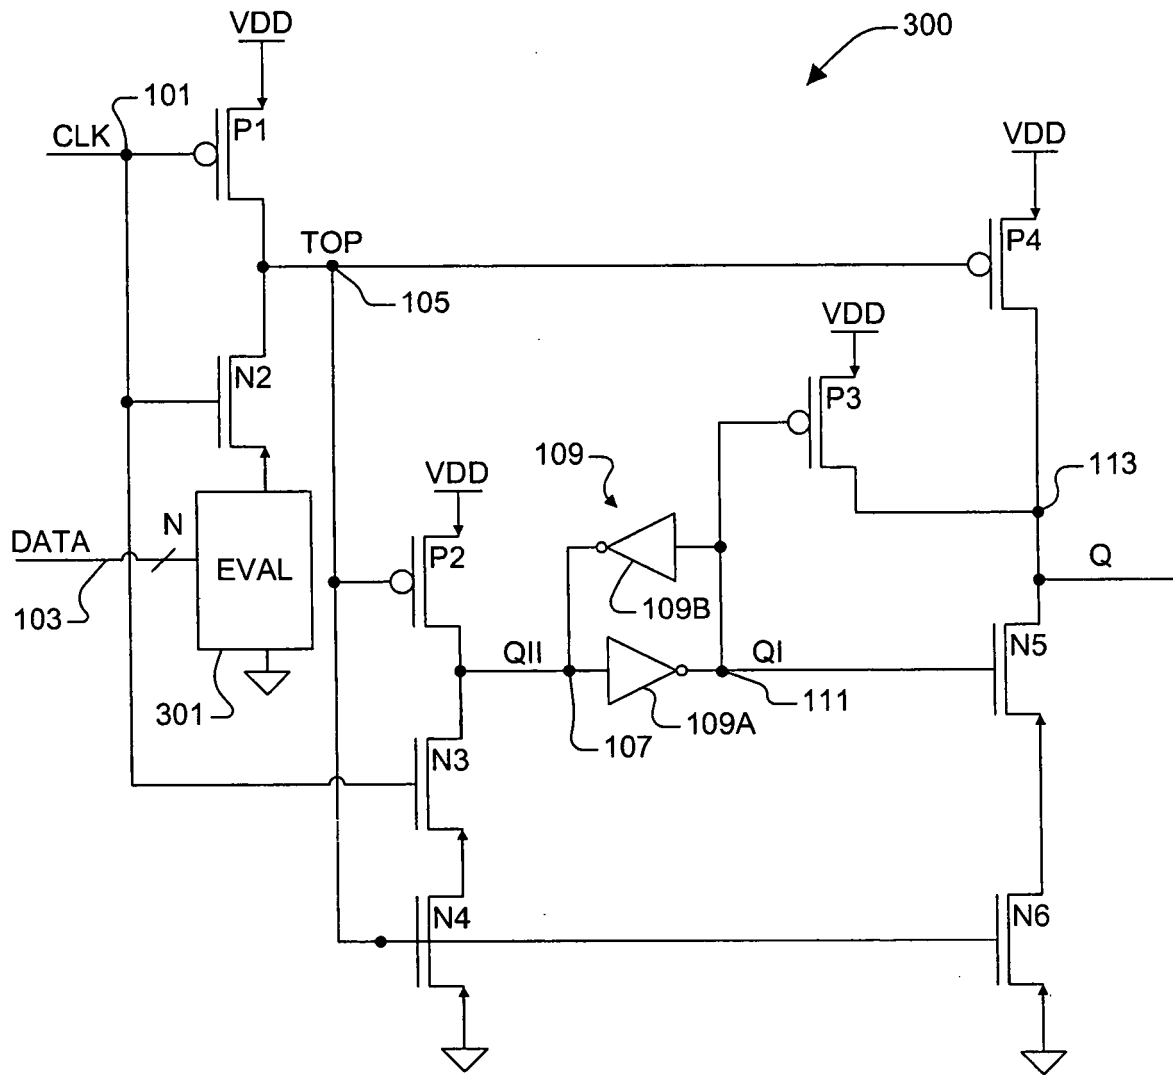 300
VDD
101
CLK
P1
VDD
P4
TOP
105
VDD
P3
N2
109
113
VDD
DATA
N
EVAL
P2
109B
Q
103
QII
QI
N5
301
107
109A
111
N3
N4
N6